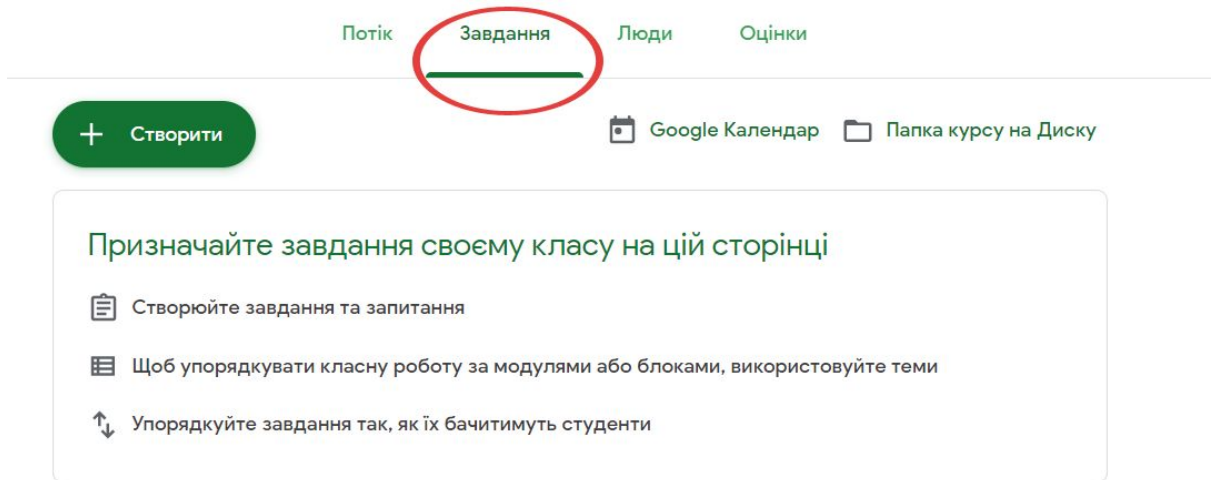 Потік Завдання Люди Оцінки
Створити Google Календар Папка курсу на Диску
Призначайте завдання своєму класу на цій сторінці
Створюйте завдання та запитання
Щоб упорядкувати класну роботу за модулями або блоками, використовуйте теми
Упорядкуйте завдання так, як їх бачитимуть студенти